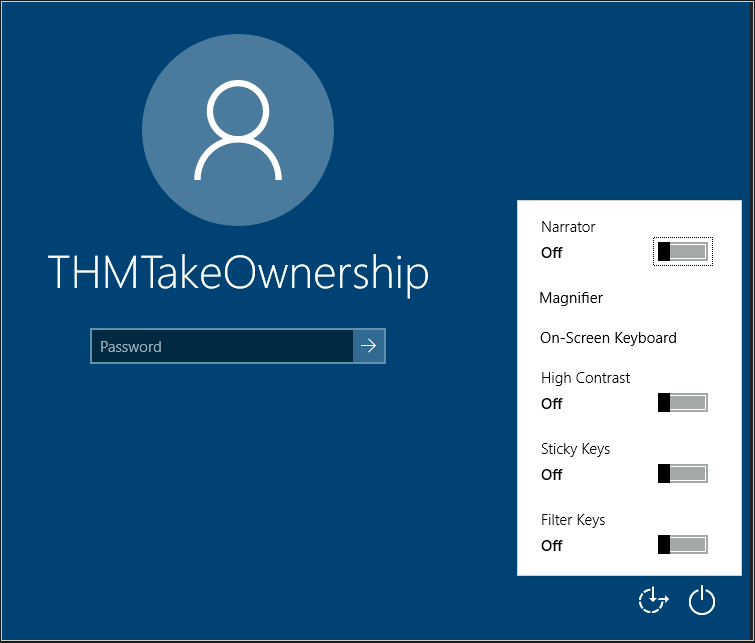 THMTakeOwnership
Password
Narrator
Off
Magnifier
On-Screen Keyboard
High Contrast
Off
Sticky Keys
Off
Filter Keys
Off